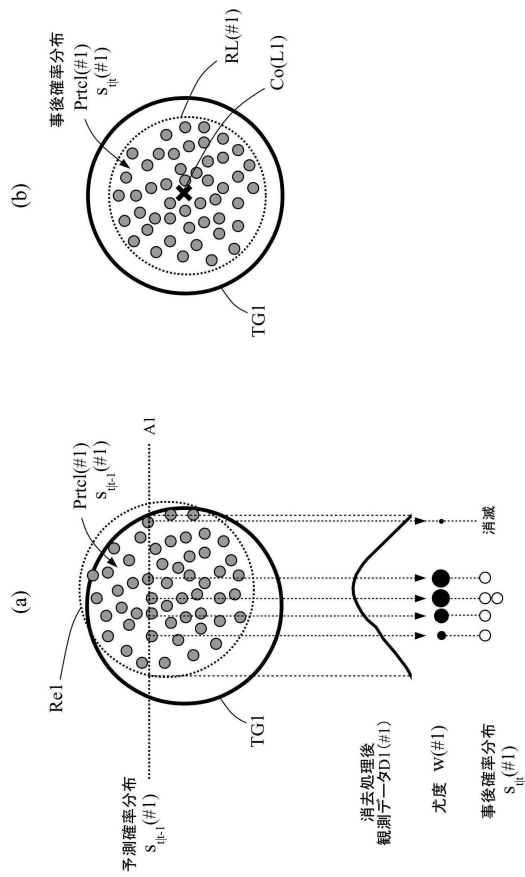 (a)
Re1
Prtcl(#1)
s_{t|t-1}(#1)
予測確率分布
s_{t|t-1}(#1)
A1
TG1
消去処理後
観測データD1(#1)
尤度 w(#1)
事後確率分布
s_{t|t}(#1)
消滅
(b)
事後確率分布
Prtcl(#1)
s_{t|t}(#1)
RL(#1)
Co(L1)
TG1